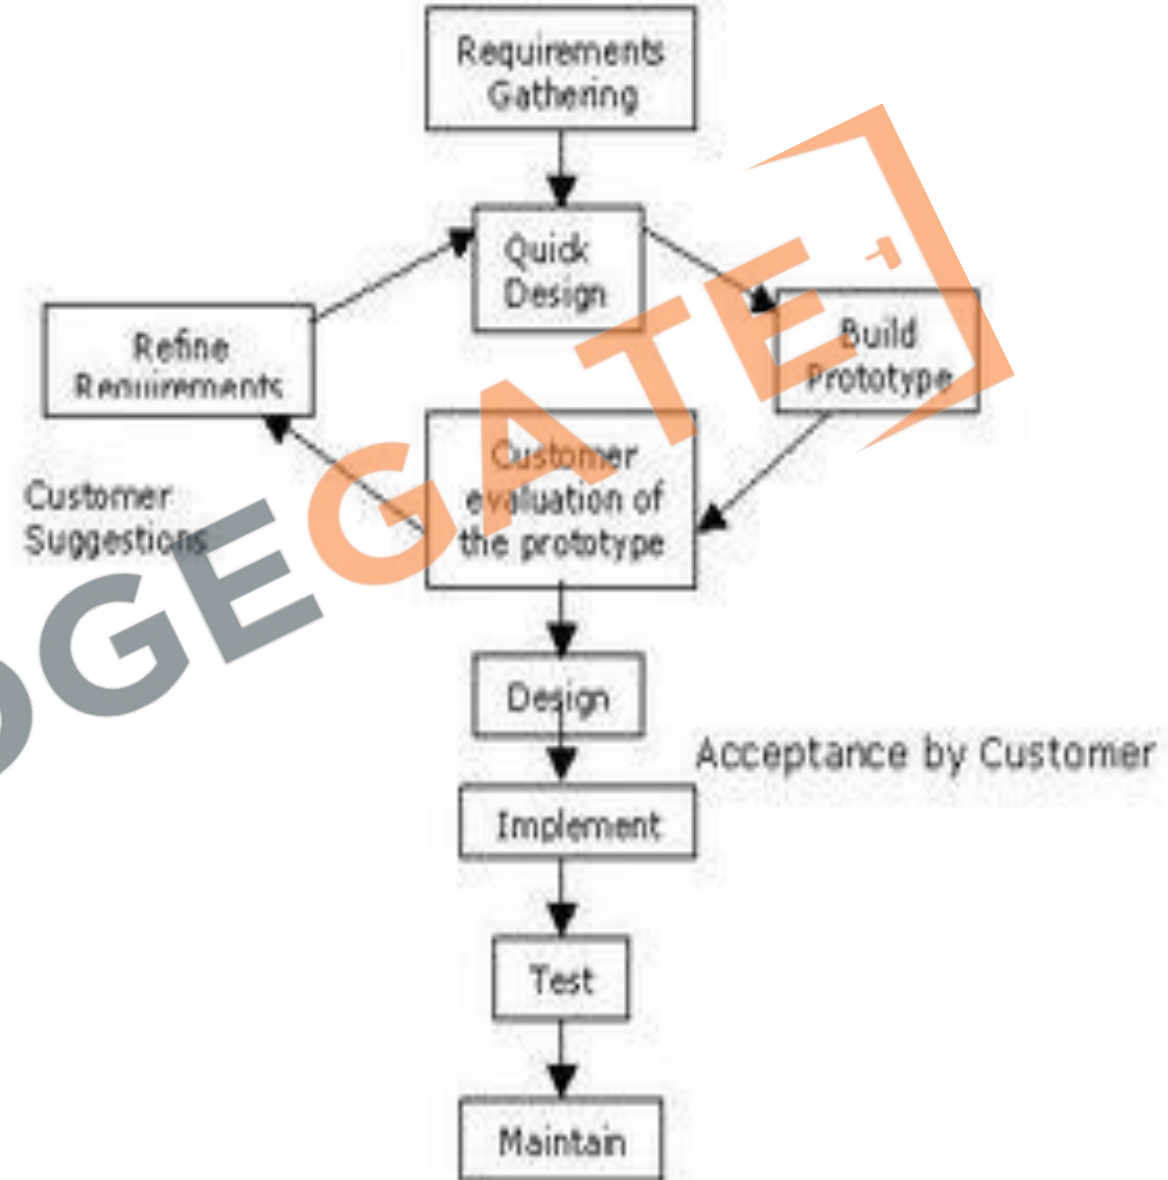 Requirements
Gathering
Quick
Design
Build
Prototype
Refine
Requirements
Customer
evaluation of
the prototype
Customer
Suggestions
Design
Acceptance by Customer
Implement
Test
Maintain
DGEGATE